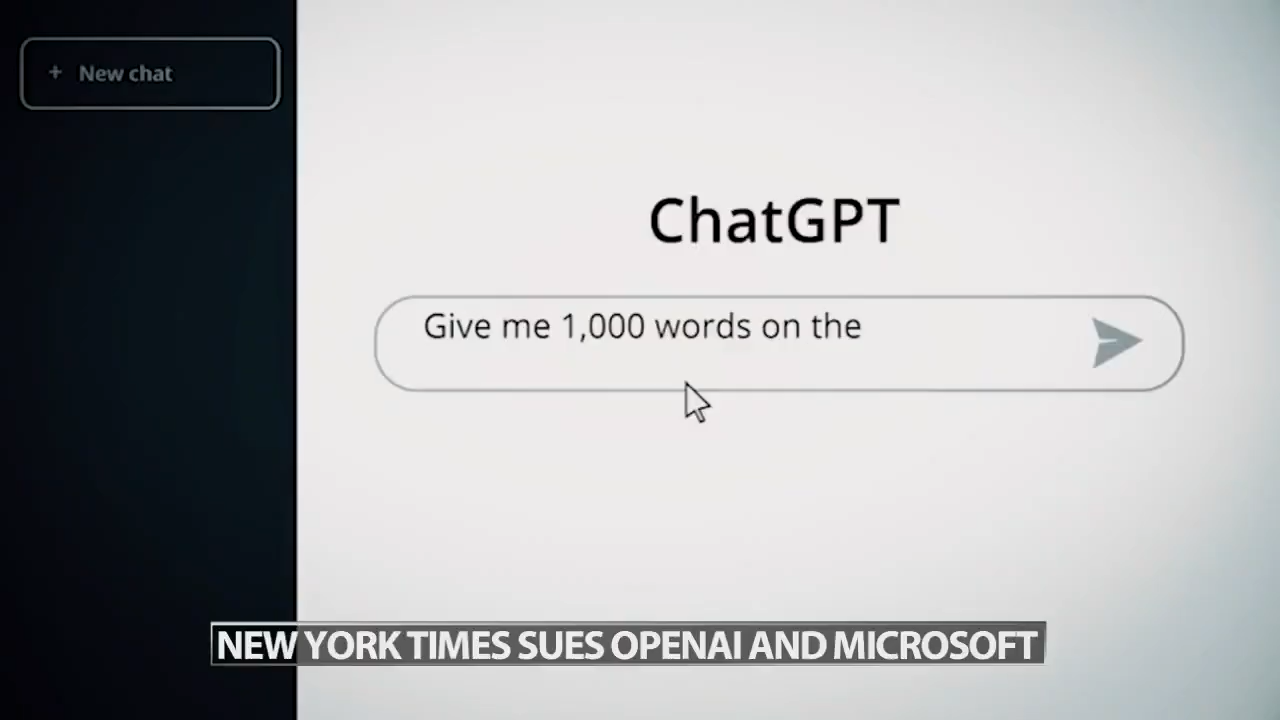 + New chat
ChatGPT
Give me 1,000 words on the
NEW YORK TIMES SUES OPENAI AND MICROSOFT